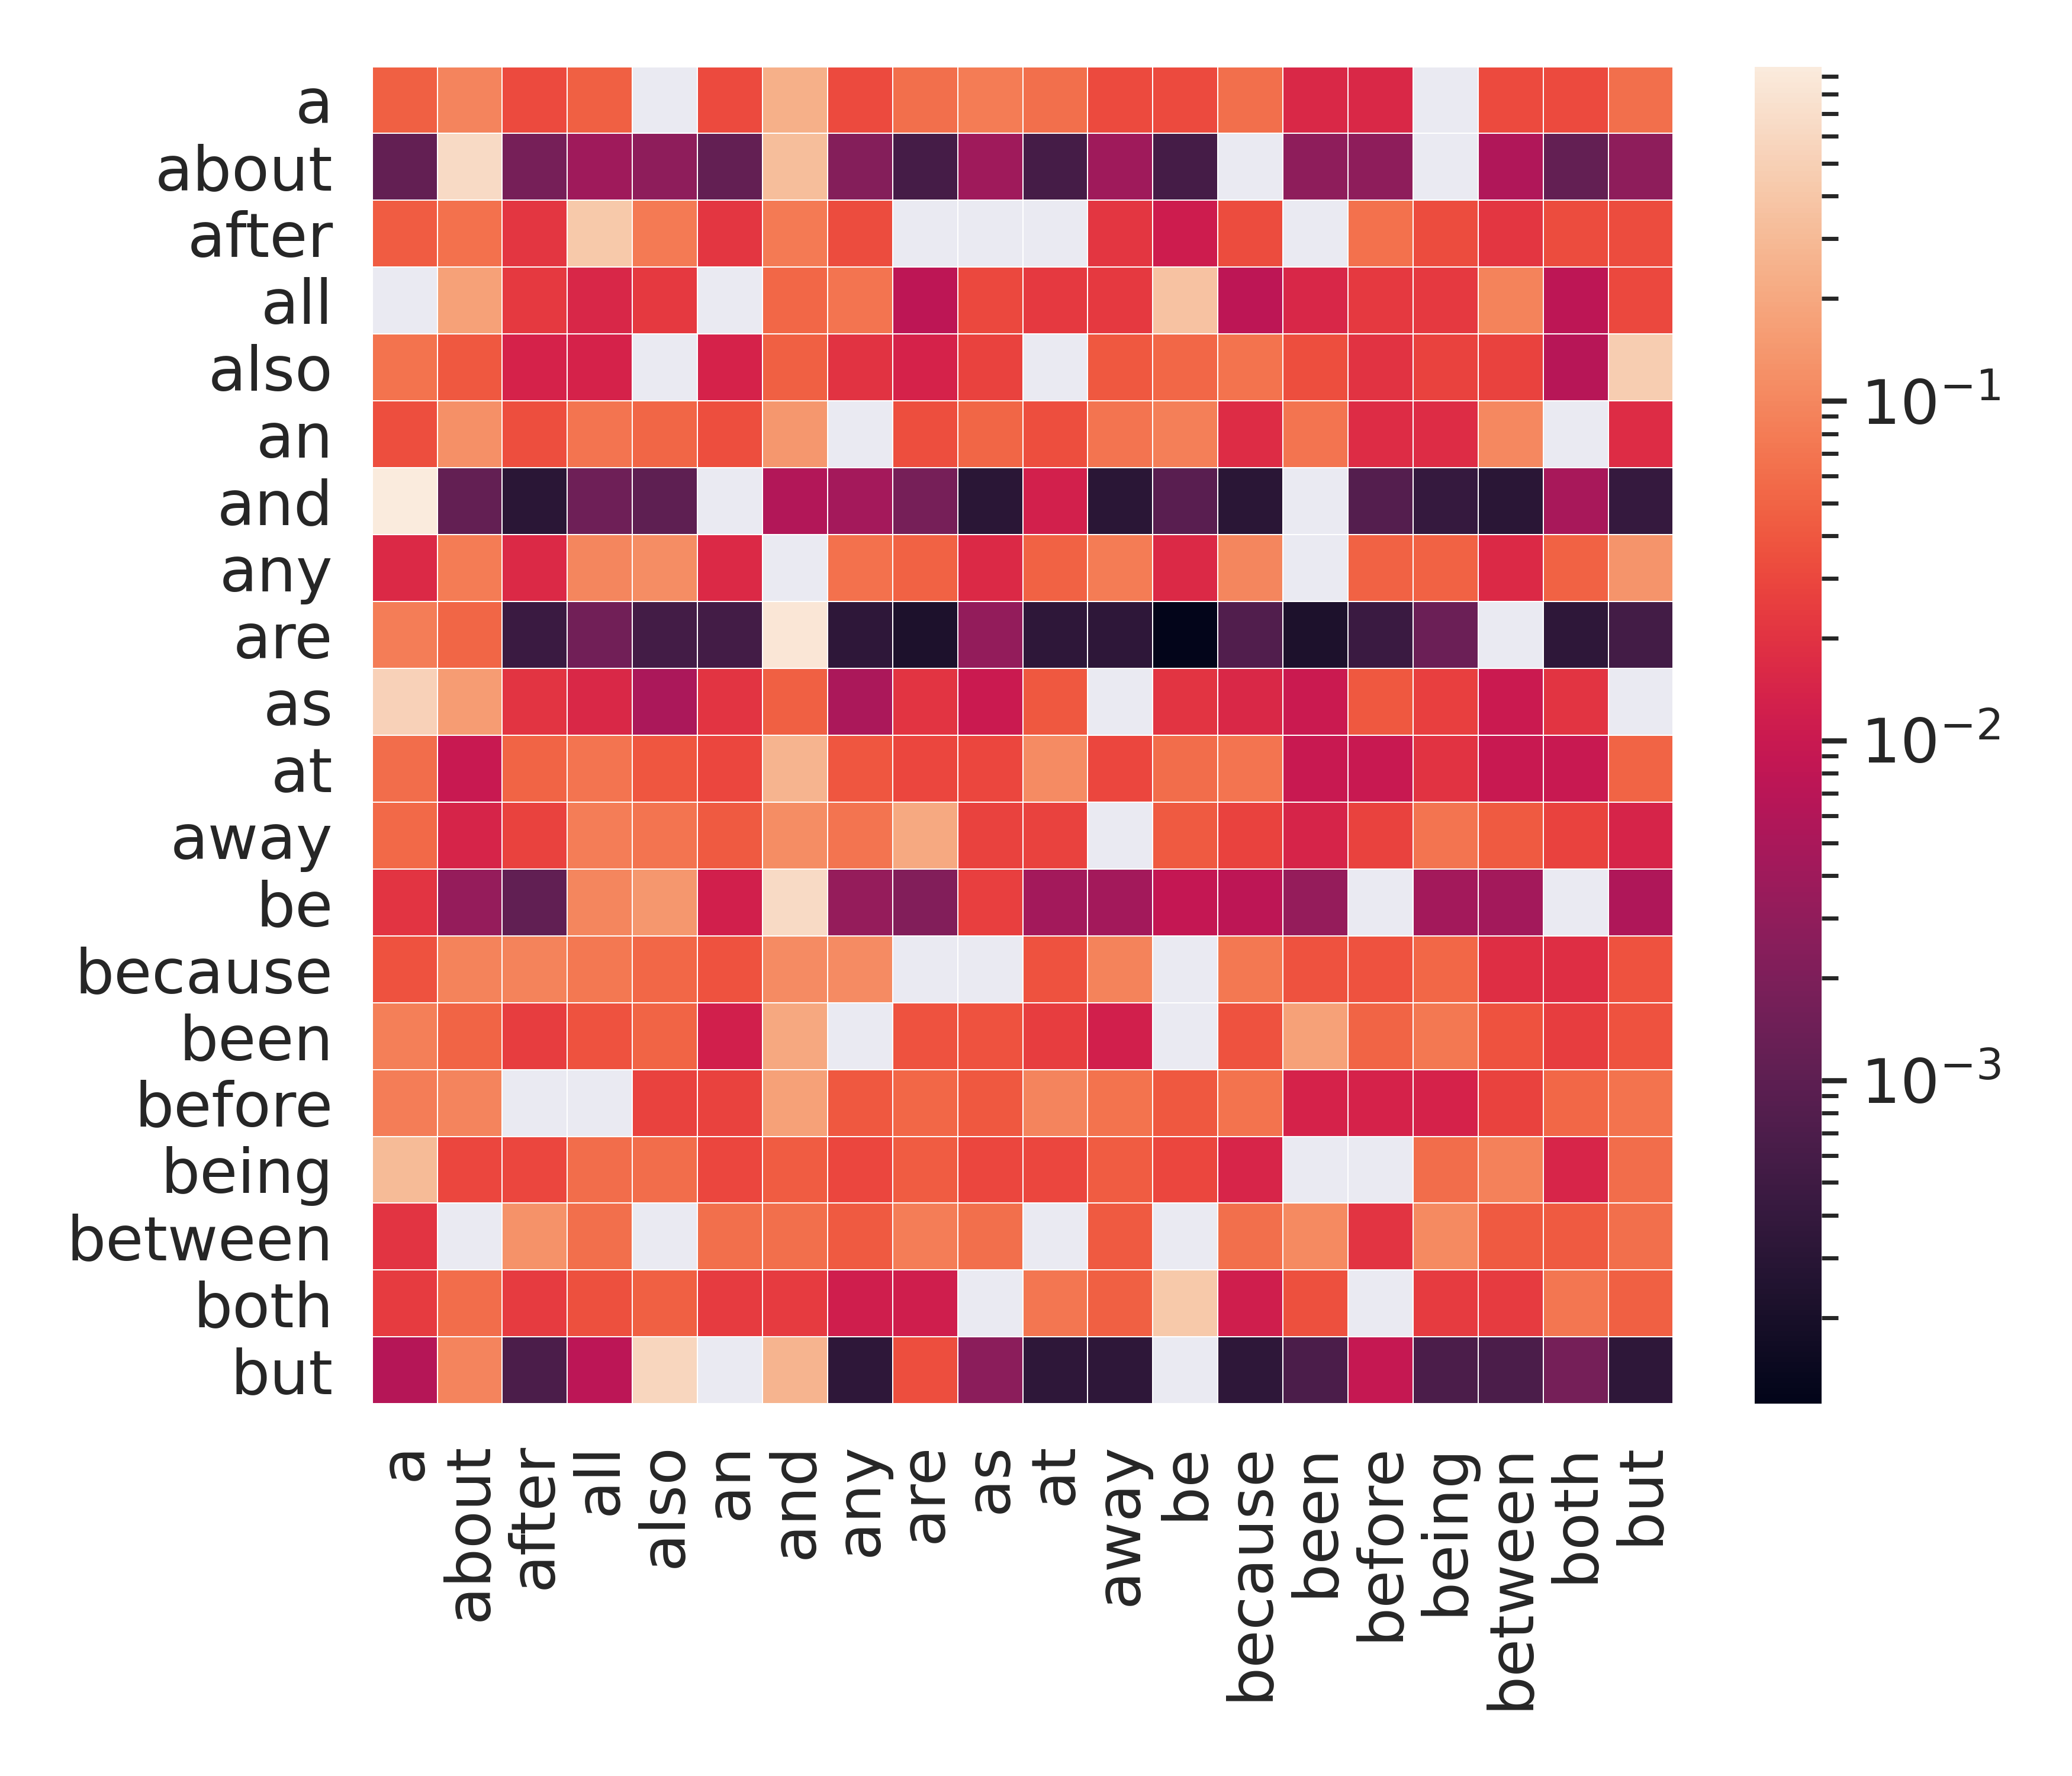 a
about
after
all
also
an
and
any
are
as
at
away
be
because
been
before
being
between
both
but
a
about
after
all
also
an
and
any
are
as
at
away
be
because
been
before
being
between
both
but
10⁻¹
10⁻²
10⁻³